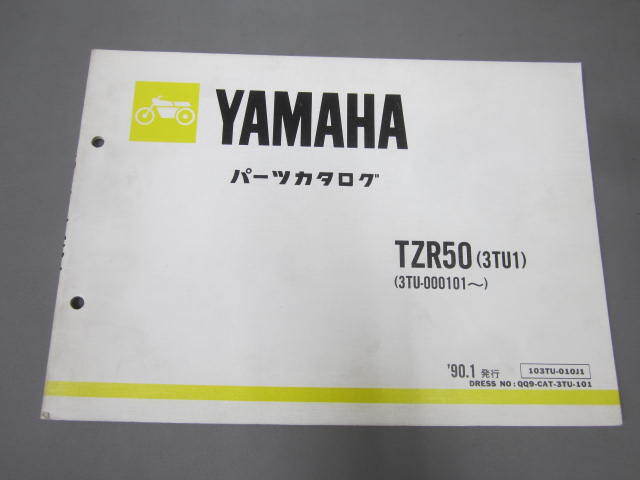 YAMAHA
パーツカタログ
TZR50 (3TU1)
(3TU-000101～)
'90.1 発行 103TU-010J1
DRESS NO : QQ9-CAT-3TU-101